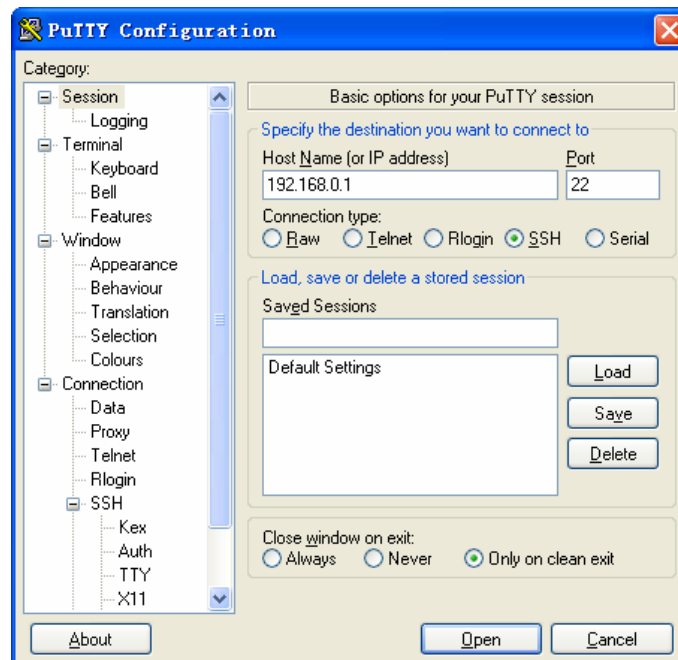 PuTTY Configuration
Category:
Session
Logging
Terminal
Keyboard
Bell
Features
Window
Appearance
Behaviour
Translation
Selection
Colours
Connection
Data
Proxy
Telnet
Rlogin
SSH
Kex
Auth
TTY
X11
Basic options for your PuTTY session
Specify the destination you want to connect to
Host Name (or IP address) Port
192.168.0.1 22
Connection type:
Raw Telnet Rlogin SSH Serial
Load, save or delete a stored session
Saved Sessions
Default Settings
Load
Save
Delete
Close window on exit:
Always Never Only on clean exit
About Open Cancel